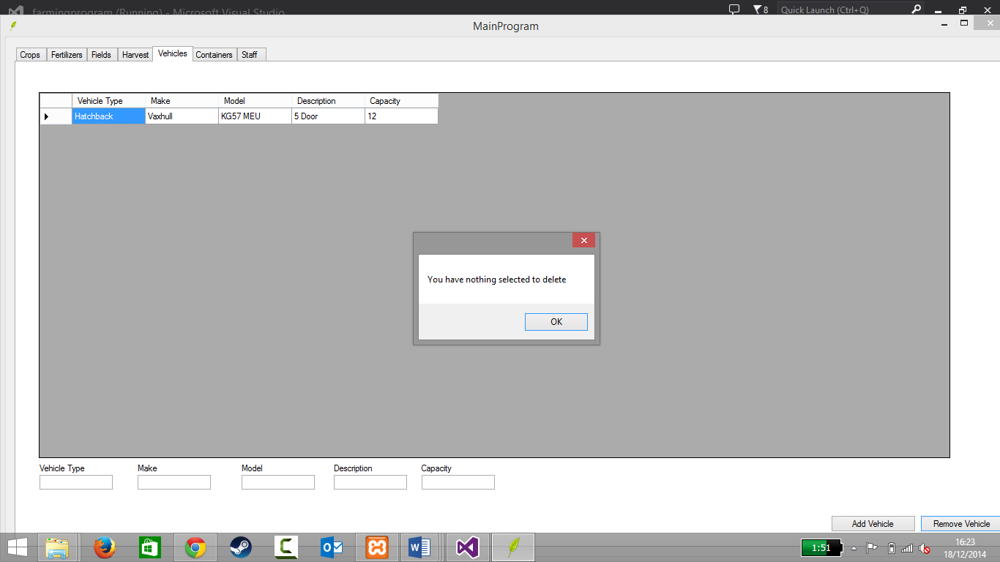 farmingprogram (Running) - Microsoft Visual Studio
8
Quick Launch (Ctrl+Q)
MainProgram
Crops Fertilizers Fields Harvest Vehicles Containers Staff
Vehicle Type Make Model Description Capacity
Hatchback Vaxhull KG57 MEU 5 Door 12
You have nothing selected to delete
OK
Vehicle Type Make Model Description Capacity
Add Vehicle Remove Vehicle
1:51
16:23
18/12/2014